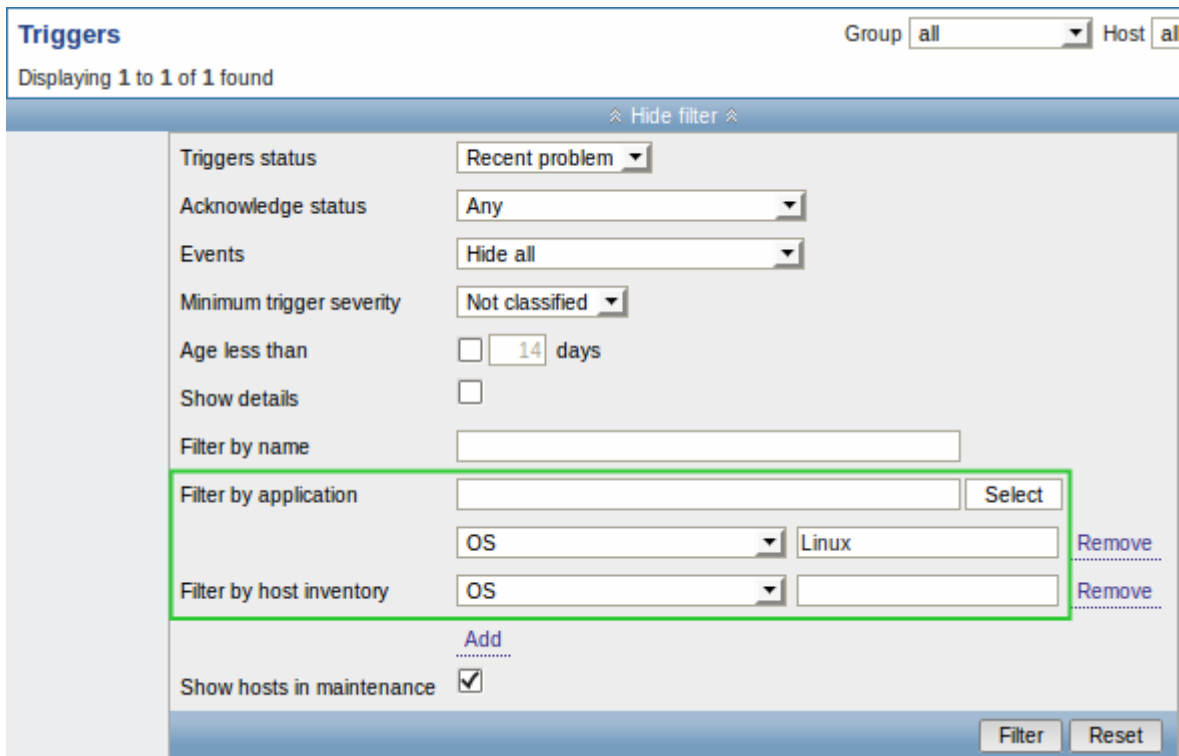 Triggers Group all Host all
Displaying 1 to 1 of 1 found
Hide filter
Triggers status Recent problem
Acknowledge status Any
Events Hide all
Minimum trigger severity Not classified
Age less than 14 days
Show details
Filter by name
Filter by application Select
OS Linux Remove
Filter by host inventory OS Remove
Add
Show hosts in maintenance
Filter Reset